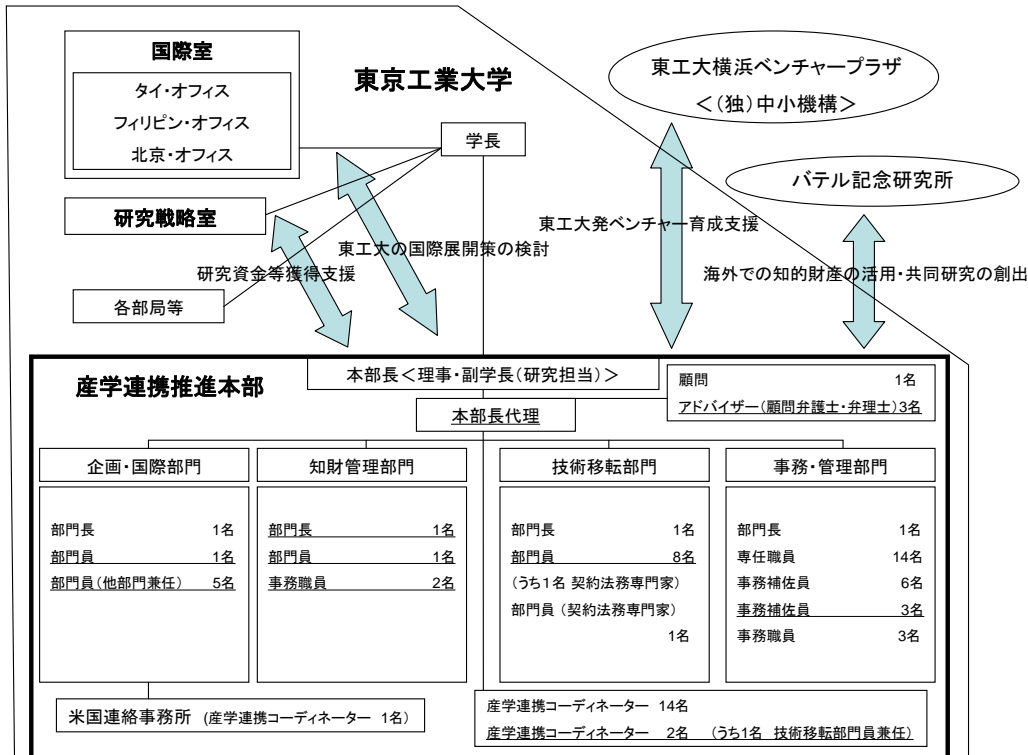 国際室
タイ・オフィス
フィリピン・オフィス
北京・オフィス
東京工業大学
東工大横浜ベンチャープラザ
<(独)中小機構>
学長
バテル記念研究所
研究戦略室
東工大発ベンチャー育成支援
東工大の国際展開策の検討
研究資金等獲得支援
海外での知的財産の活用・共同研究の創出
各部局等
産学連携推進本部
本部長<理事・副学長(研究担当)>
本部長代理
顧問 1名
アドバイザー(顧問弁護士・弁理士)3名
企画・国際部門
部門長 1名
部門員 1名
部門員(他部門兼任) 5名
知財管理部門
部門長 1名
部門員 1名
事務職員 2名
技術移転部門
部門長 1名
部門員 8名
(うち1名 契約法務専門家)
部門員 (契約法務専門家)
1名
事務・管理部門
部門長 1名
専任職員 14名
事務補佐員 6名
事務補佐員 3名
事務職員 3名
米国連絡事務所 (産学連携コーディネーター 1名)
産学連携コーディネーター 14名
産学連携コーディネーター 2名 (うち1名 技術移転部門員兼任)